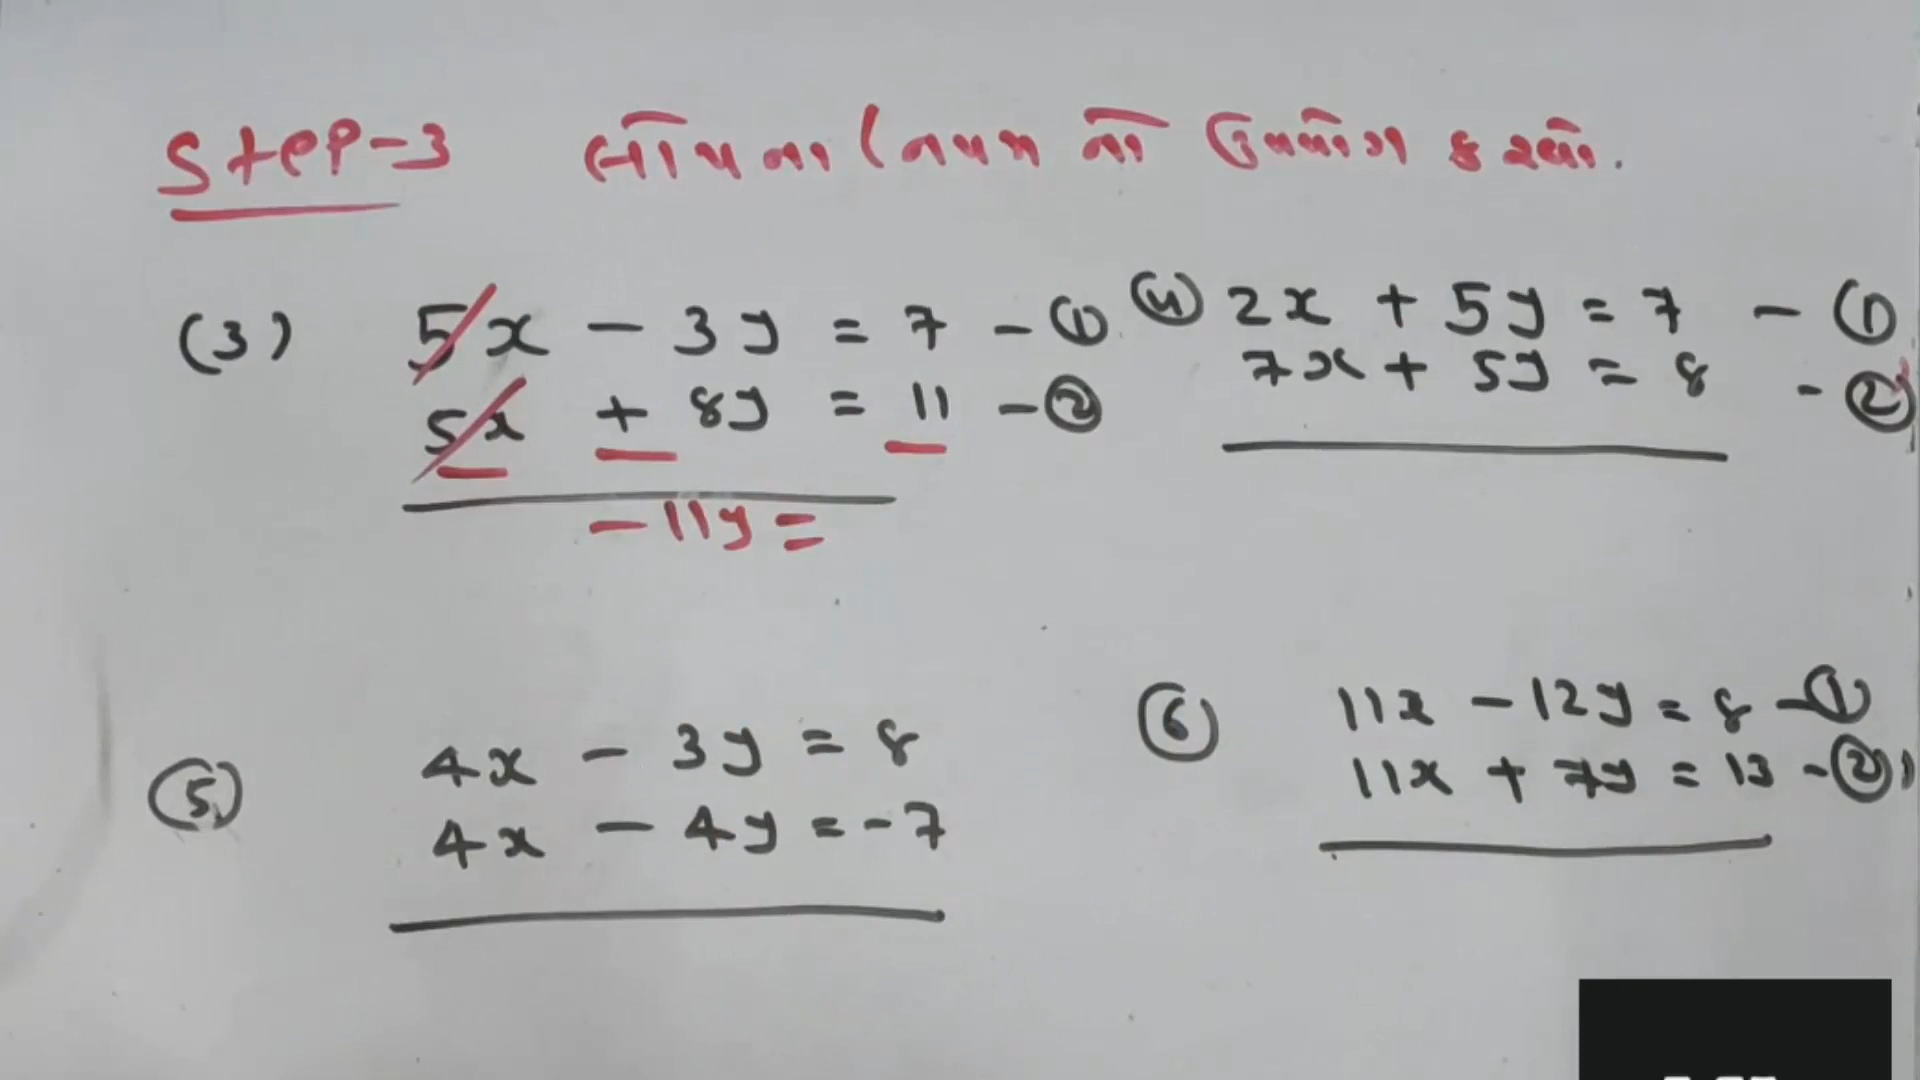 Step-3 લોપના નિયમ નો ઉપયોગ કરવો.
(3) 5x - 3y = 7 - ①
5x + 8y = 11 - ②
- 11y =
④ 2x + 5y = 7 - ①
7x + 5y = 8 - ②
⑤ 4x - 3y = 8
4x - 4y = -7
⑥ 11x - 12y = 8 - ①
11x + 7y = 13 - ②